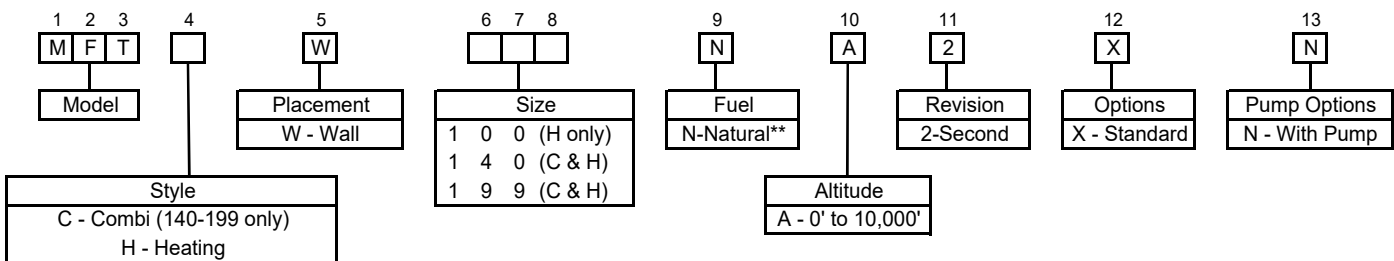 1 2 3 4 5 6 7 8 9 10 11 12 13
M F T W N A 2 X N
Model
Placement
W - Wall
Size
1 0 0 (H only)
1 4 0 (C & H)
1 9 9 (C & H)
Fuel
N-Natural**
Revision
2-Second
Options
X - Standard
Pump Options
N - With Pump
Style
C - Combi (140-199 only)
H - Heating
Altitude
A - 0' to 10,000'